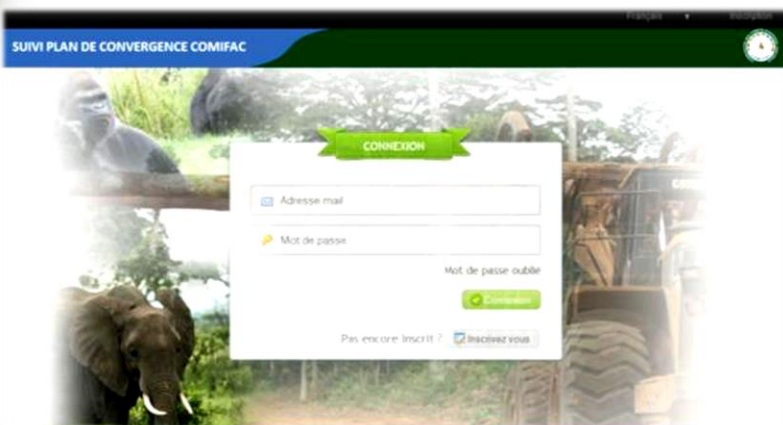 Français Inscription
SUIVI PLAN DE CONVERGENCE COMIFAC
CONNEXION
Adresse mail
Mot de passe
Mot de passe oublie
Connexion
Pas encore Inscrit ? Inscrivez vous